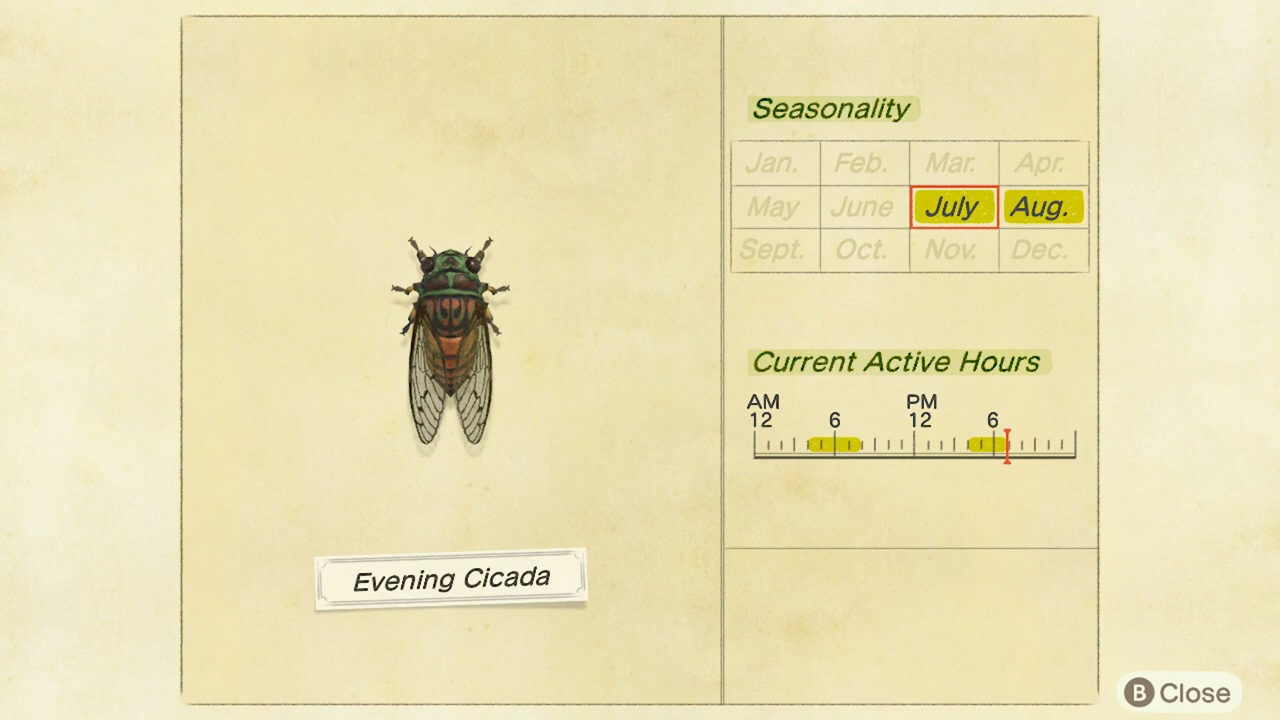 Seasonality
Jan. Feb. Mar. Apr.
May June July Aug.
Sept. Oct. Nov. Dec.
Current Active Hours
AM PM
12 6 12 6
Evening Cicada
B Close